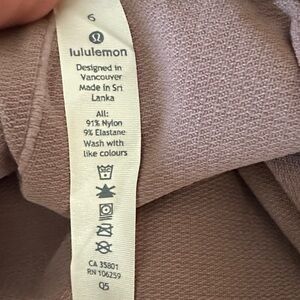 6
lululemon
Designed in
Vancouver
Made in Sri
Lanka
All:
91% Nylon
9% Elastane
Wash with
like colours
CA 35801
RN 106259
Q5